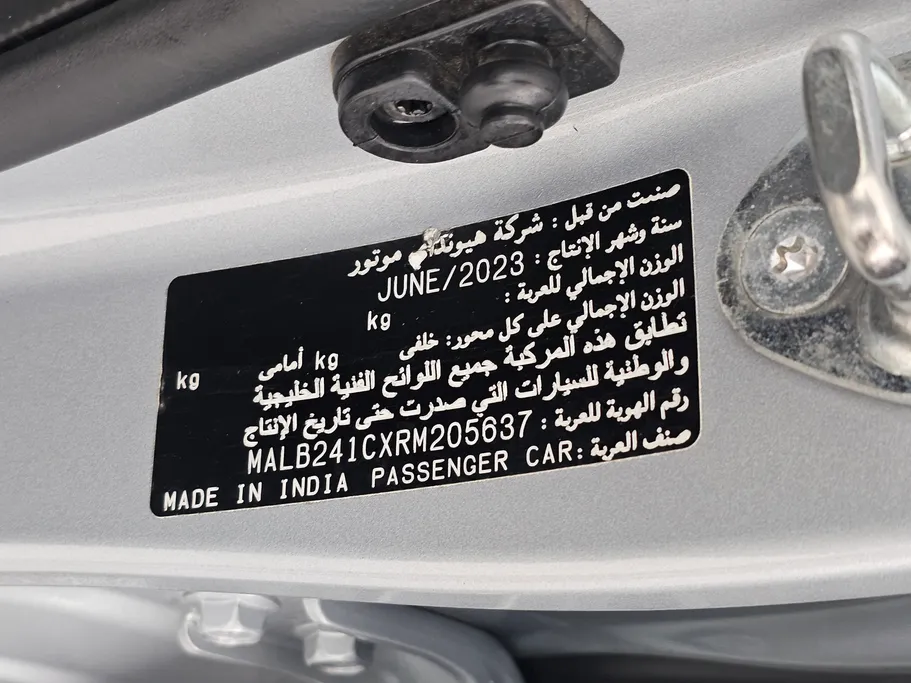 صنعت من قبل : شركة هيونداي موتور
سنة وشهر الإنتاج : JUNE/2023
الوزن الإجمالي للعربة : kg
الوزن الإجمالي على كل محور: خلفى kg أمامى kg
تطابق هذه المركبة جميع اللوائح الفنية الخليجية
والوطنية للسيارات التي صدرت حتى تاريخ الإنتاج
رقم الهوية للعربة : MALB241CXRM205637
صنف العربة : PASSENGER CAR
MADE IN INDIA